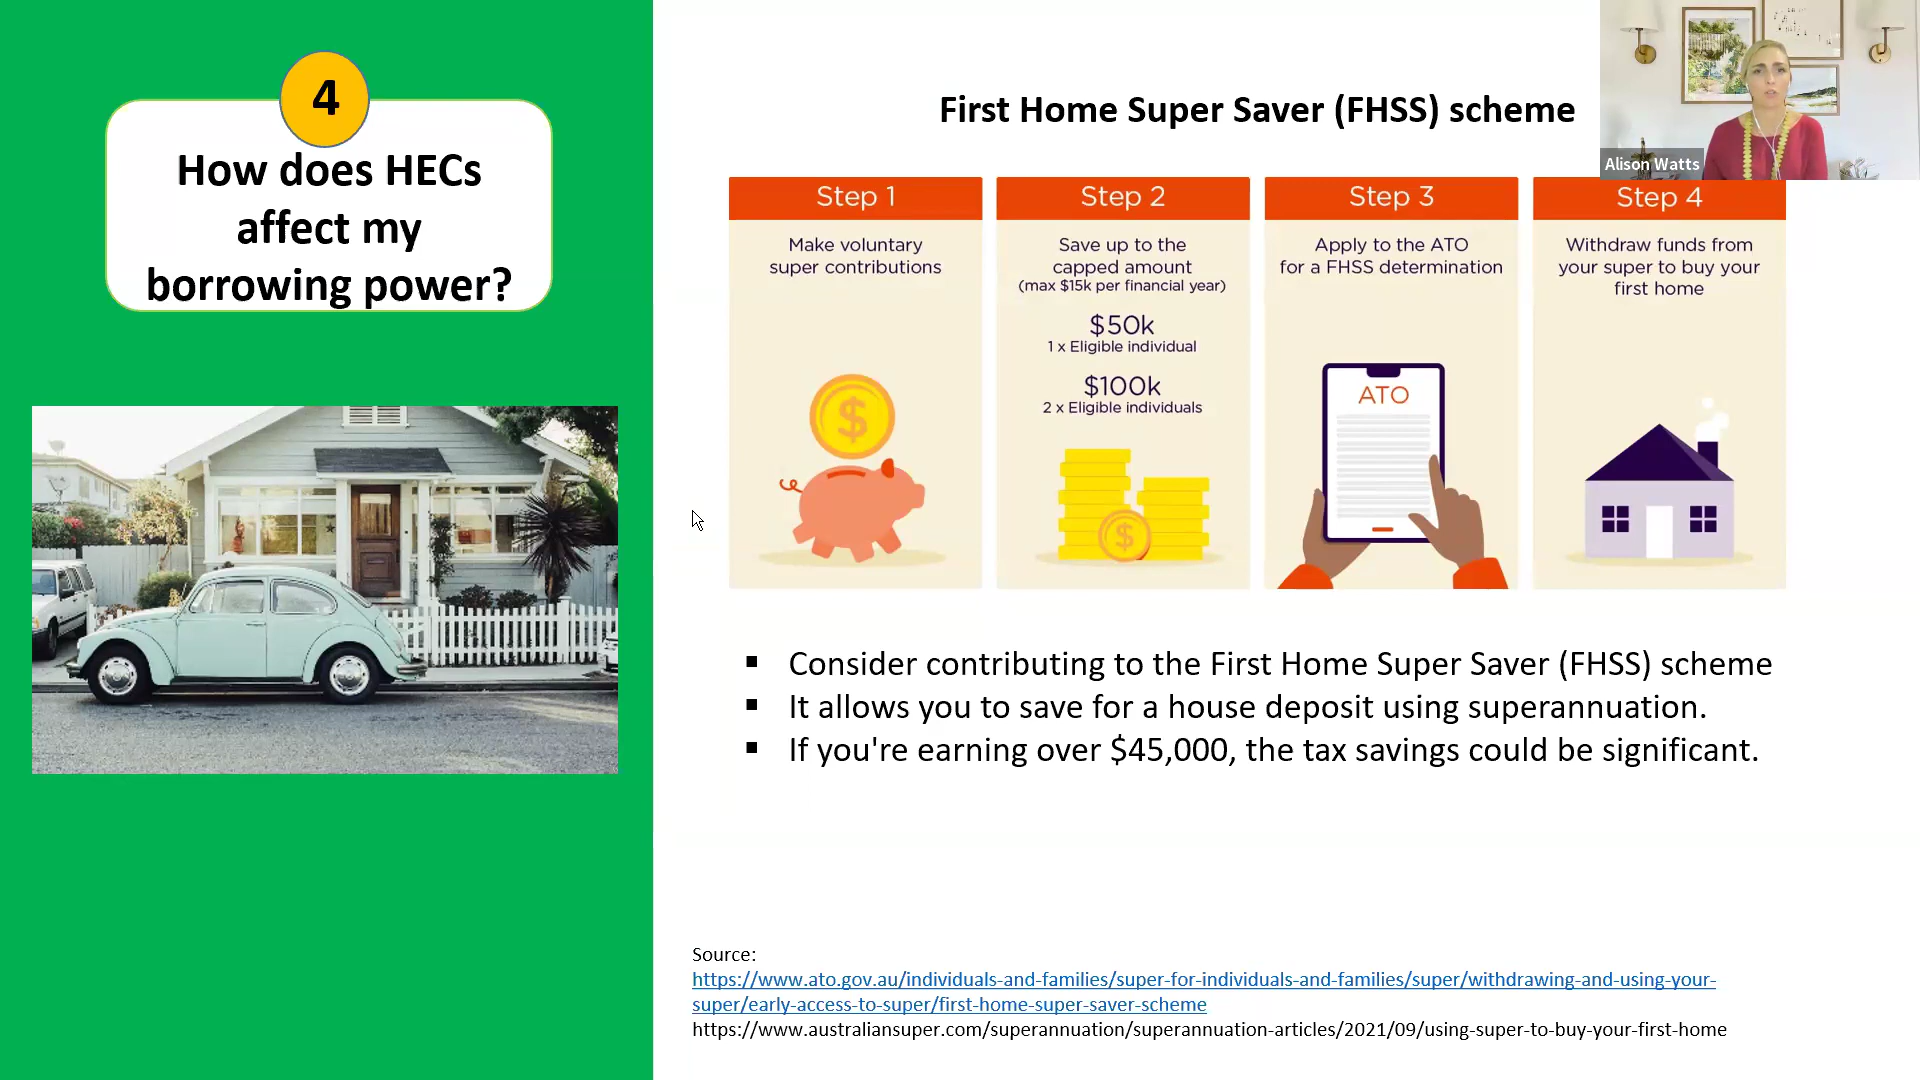 4
How does HECs
affect my
borrowing power?
First Home Super Saver (FHSS) scheme
Alison Watts
Step 1
Make voluntary
super contributions
Step 2
Save up to the
capped amount
(max $15k per financial year)
$50k
1 x Eligible individual
$100k
2 x Eligible individuals
Step 3
Apply to the ATO
for a FHSS determination
ATO
Step 4
Withdraw funds from
your super to buy your
first home
▪ Consider contributing to the First Home Super Saver (FHSS) scheme
▪ It allows you to save for a house deposit using superannuation.
▪ If you're earning over $45,000, the tax savings could be significant.
Source:
https://www.ato.gov.au/individuals-and-families/super-for-individuals-and-families/super/withdrawing-and-using-your-
super/early-access-to-super/first-home-super-saver-scheme
https://www.australiansuper.com/superannuation/superannuation-articles/2021/09/using-super-to-buy-your-first-home